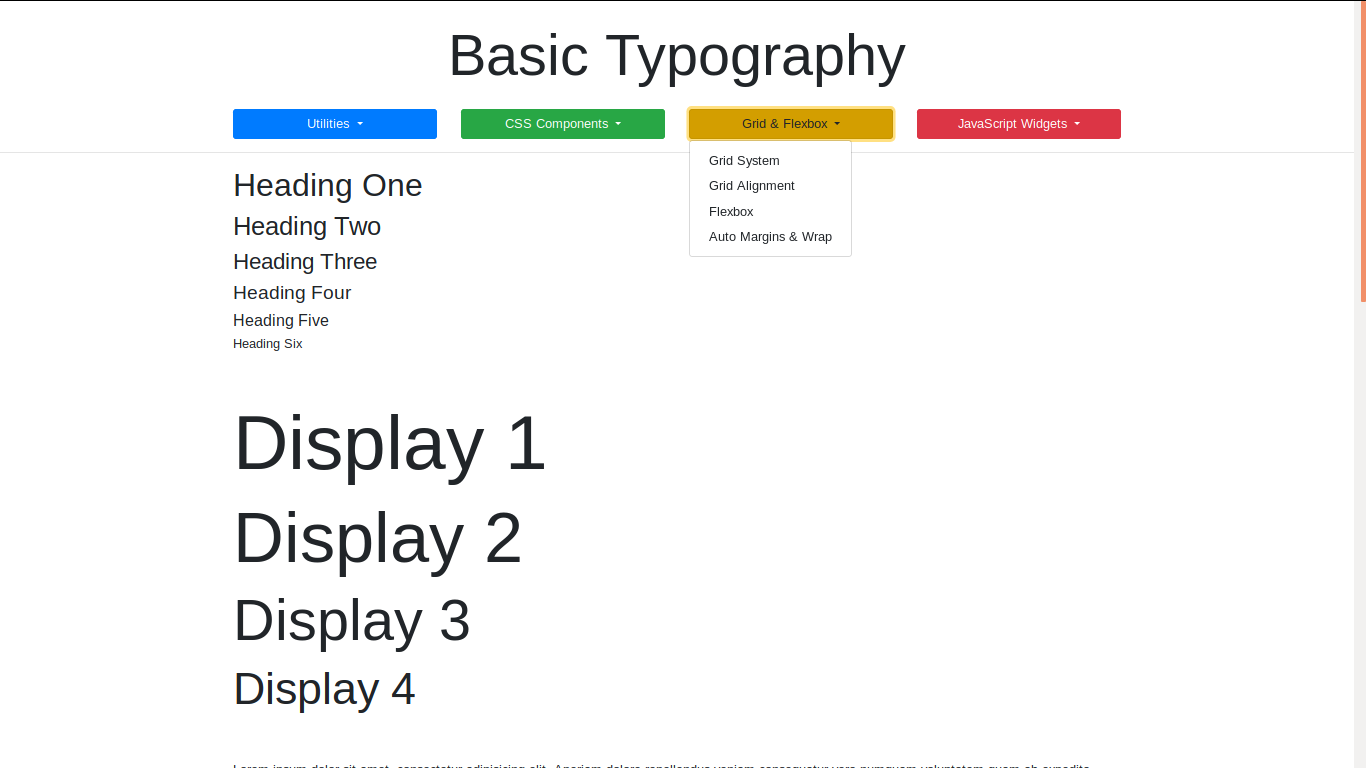 Basic Typography
Utilities
CSS Components
Grid & Flexbox
JavaScript Widgets
Grid System
Grid Alignment
Flexbox
Auto Margins & Wrap
Heading One
Heading Two
Heading Three
Heading Four
Heading Five
Heading Six
Display 1
Display 2
Display 3
Display 4